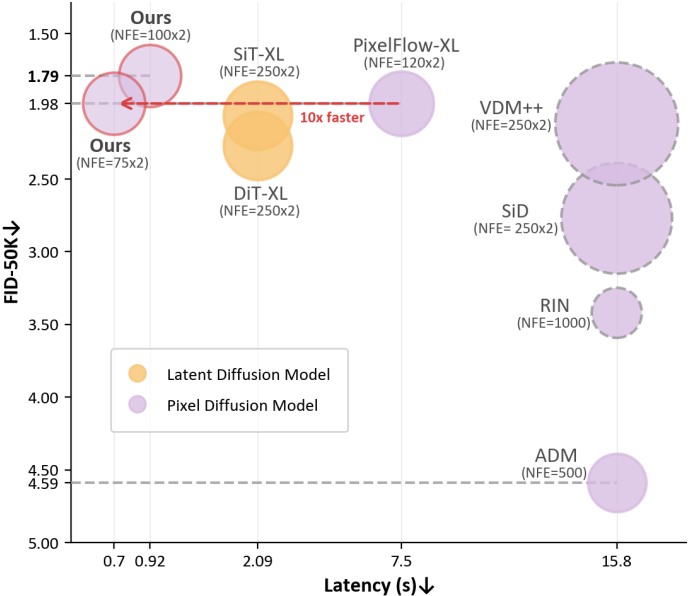 Ours
(NFE=100x2)
SiT-XL
(NFE=250x2)
PixelFlow-XL
(NFE=120x2)
VDM++
(NFE=250x2)
10x faster
Ours
(NFE=75x2)
DiT-XL
(NFE=250x2)
SiD
(NFE= 250x2)
RIN
(NFE=1000)
ADM
(NFE=500)
Latent Diffusion Model
Pixel Diffusion Model
FID-50K↓
1.50
1.79
1.98
2.50
3.00
3.50
4.00
4.50
4.59
5.00
0.7
0.92
2.09
7.5
15.8
Latency (s)↓